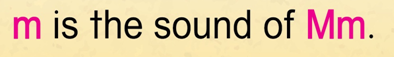 m is the sound of Mm.